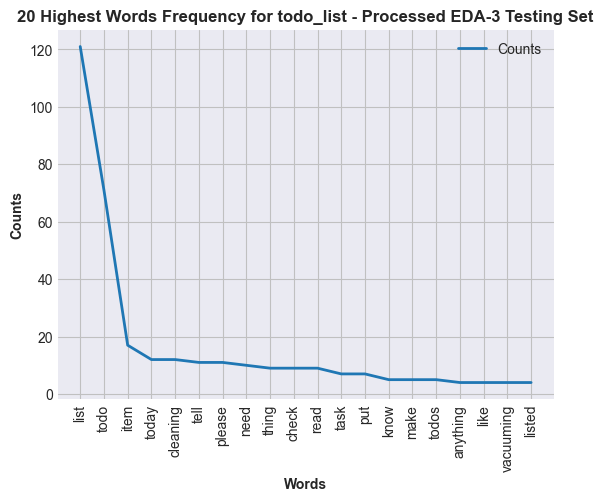 20 Highest Words Frequency for todo_list - Processed EDA-3 Testing Set
Counts
120
100
80
60
40
20
0
Counts
list
todo
item
today
cleaning
tell
please
need
thing
check
read
task
put
know
make
todos
anything
like
vacuuming
listed
Words